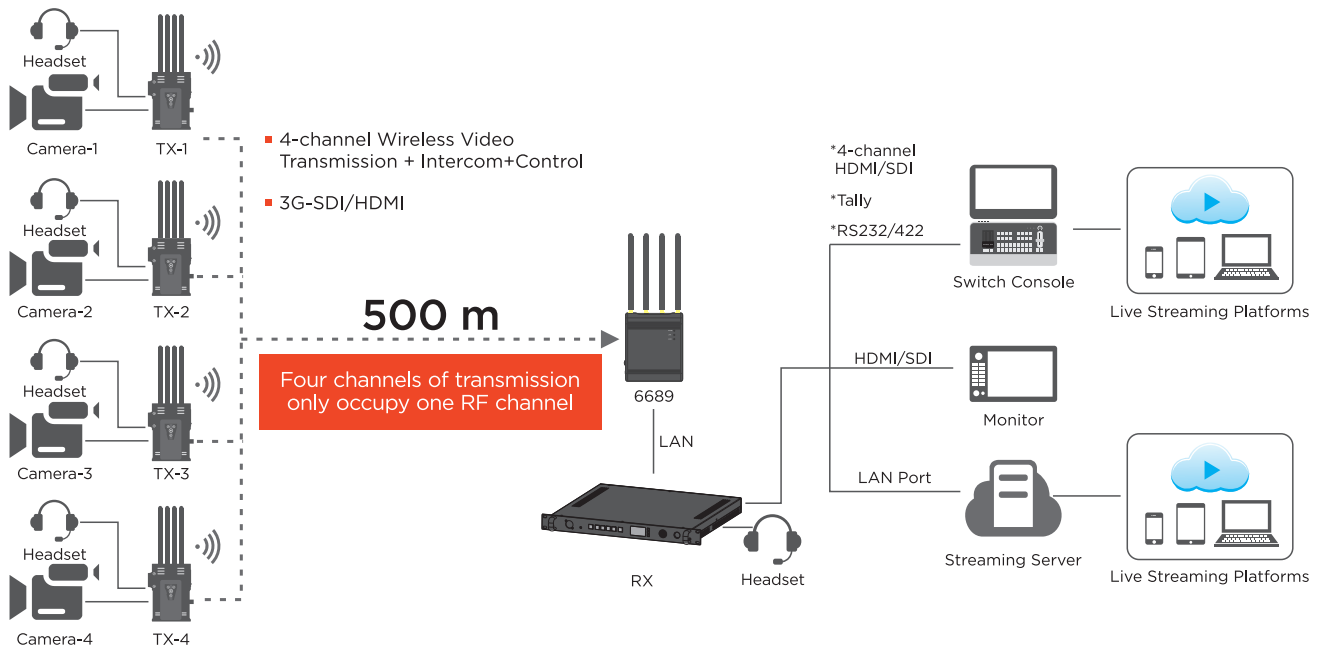 Headset
Camera-1
TX-1
Headset
Camera-2
TX-2
Headset
Camera-3
TX-3
Headset
Camera-4
TX-4
4-channel Wireless Video
Transmission + Intercom+Control
3G-SDI/HDMI
500 m
Four channels of transmission
only occupy one RF channel
6689
LAN
RX
Headset
*4-channel
HDMI/SDI
*Tally
*RS232/422
Switch Console
Live Streaming Platforms
HDMI/SDI
Monitor
LAN Port
Streaming Server
Live Streaming Platforms